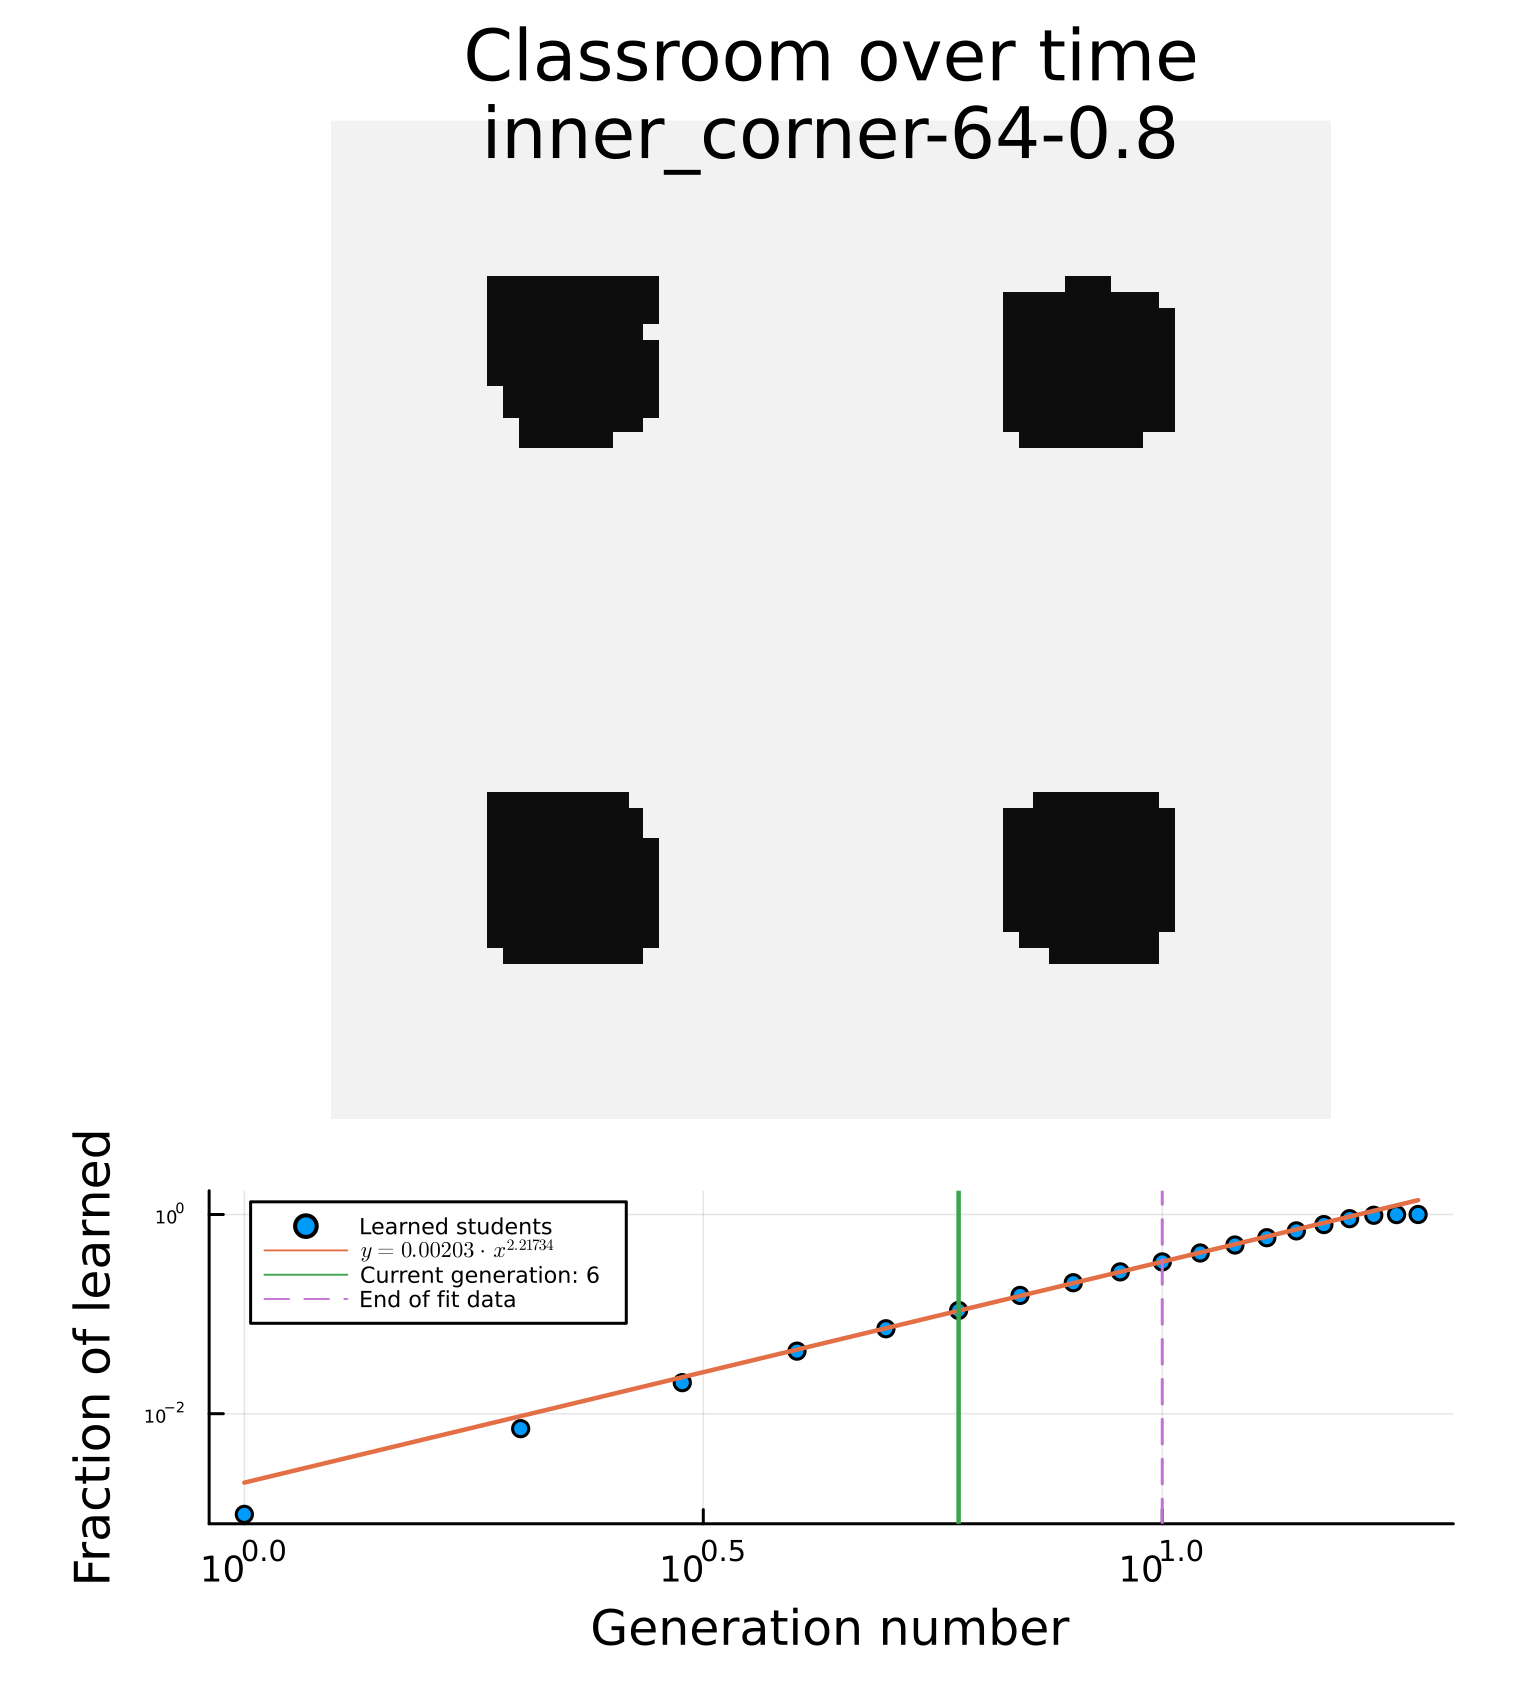 Classroom over time
inner_corner-64-0.8
Fraction of learned
10^0
10^−2
Learned students
y = 0.00203 · x^2.21734
Current generation: 6
End of fit data
10^0.0
10^0.5
10^1.0
Generation number